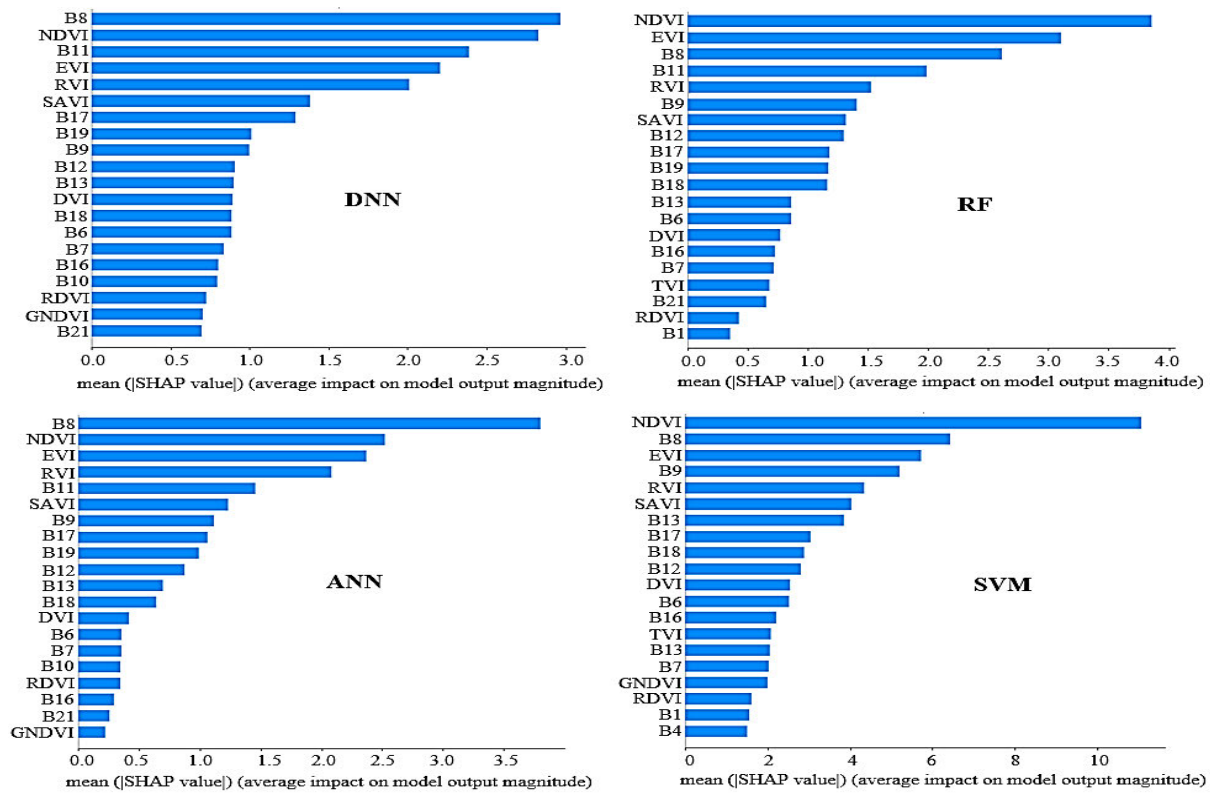 B8
NDVI
B11
EVI
RVI
SAVI
B17
B19
B9
B12
B13
DVI
B18
B6
B7
B16
B10
RDVI
GNDVI
B21
DNN
0.0 0.5 1.0 1.5 2.0 2.5 3.0
mean (|SHAP value|) (average impact on model output magnitude)
NDVI
EVI
B8
B11
RVI
B9
SAVI
B12
B17
B19
B18
B13
B6
DVI
B16
B7
TVI
B21
RDVI
B1
RF
0.0 0.5 1.0 1.5 2.0 2.5 3.0 3.5 4.0
mean (|SHAP value|) (average impact on model output magnitude)
B8
NDVI
EVI
RVI
B11
SAVI
B9
B17
B19
B12
B13
B18
DVI
B6
B7
B10
RDVI
B16
B21
GNDVI
ANN
0.0 0.5 1.0 1.5 2.0 2.5 3.0 3.5
mean (|SHAP value|) (average impact on model output magnitude)
NDVI
B8
EVI
B9
RVI
SAVI
B13
B17
B18
B12
DVI
B6
B16
TVI
B13
B7
GNDVI
RDVI
B1
B4
SVM
0 2 4 6 8 10
mean (|SHAP value|) (average impact on model output magnitude)